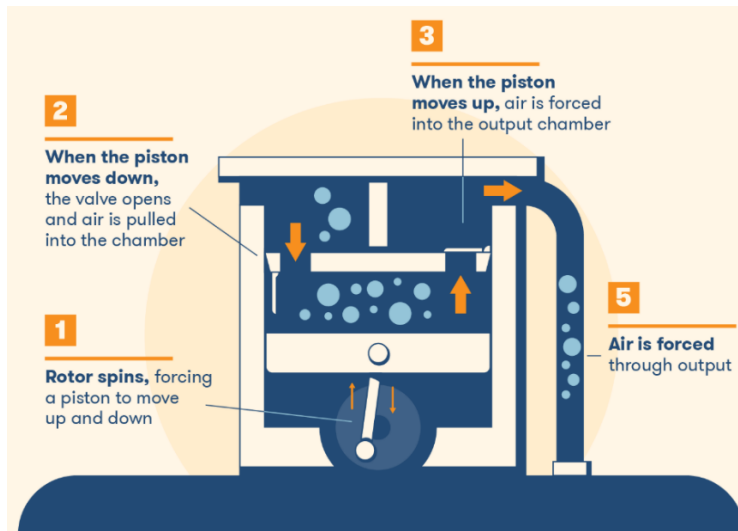 1
Rotor spins, forcing
a piston to move
up and down
2
When the piston
moves down,
the valve opens
and air is pulled
into the chamber
3
When the piston
moves up, air is forced
into the output chamber
5
Air is forced
through output